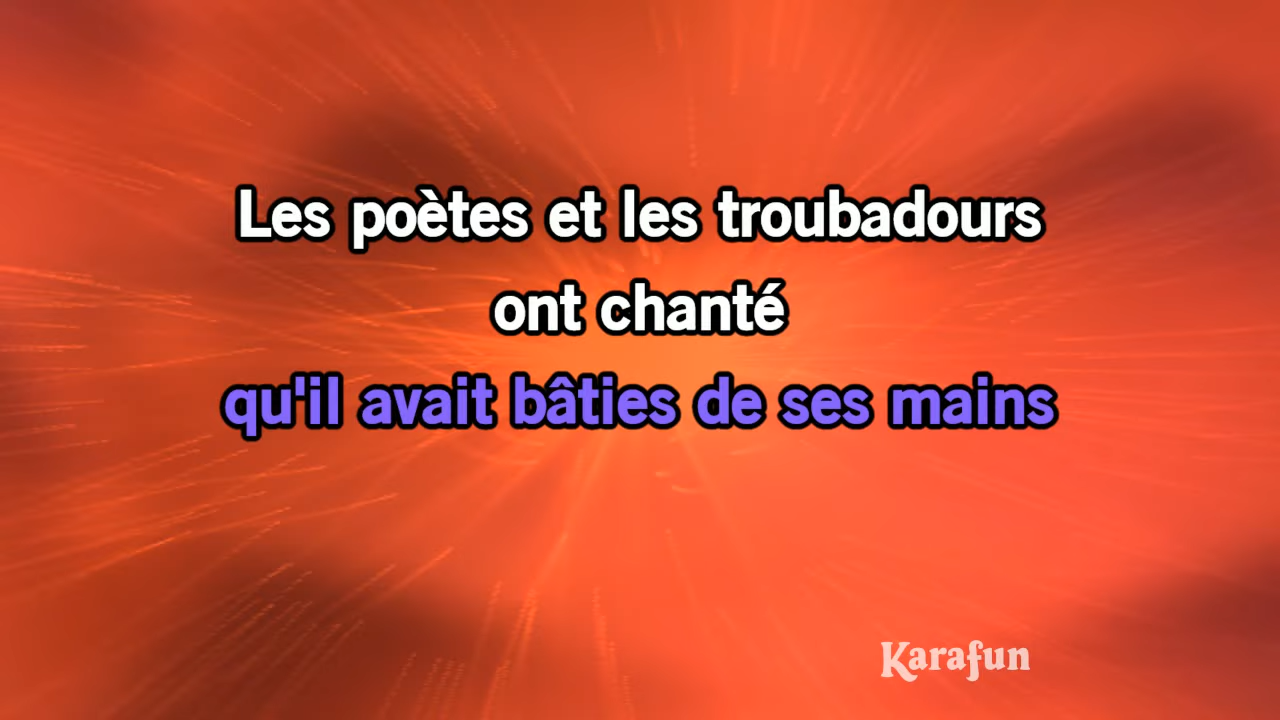 Les poètes et les troubadours
ont chanté
qu'il avait bâties de ses mains
Karafun